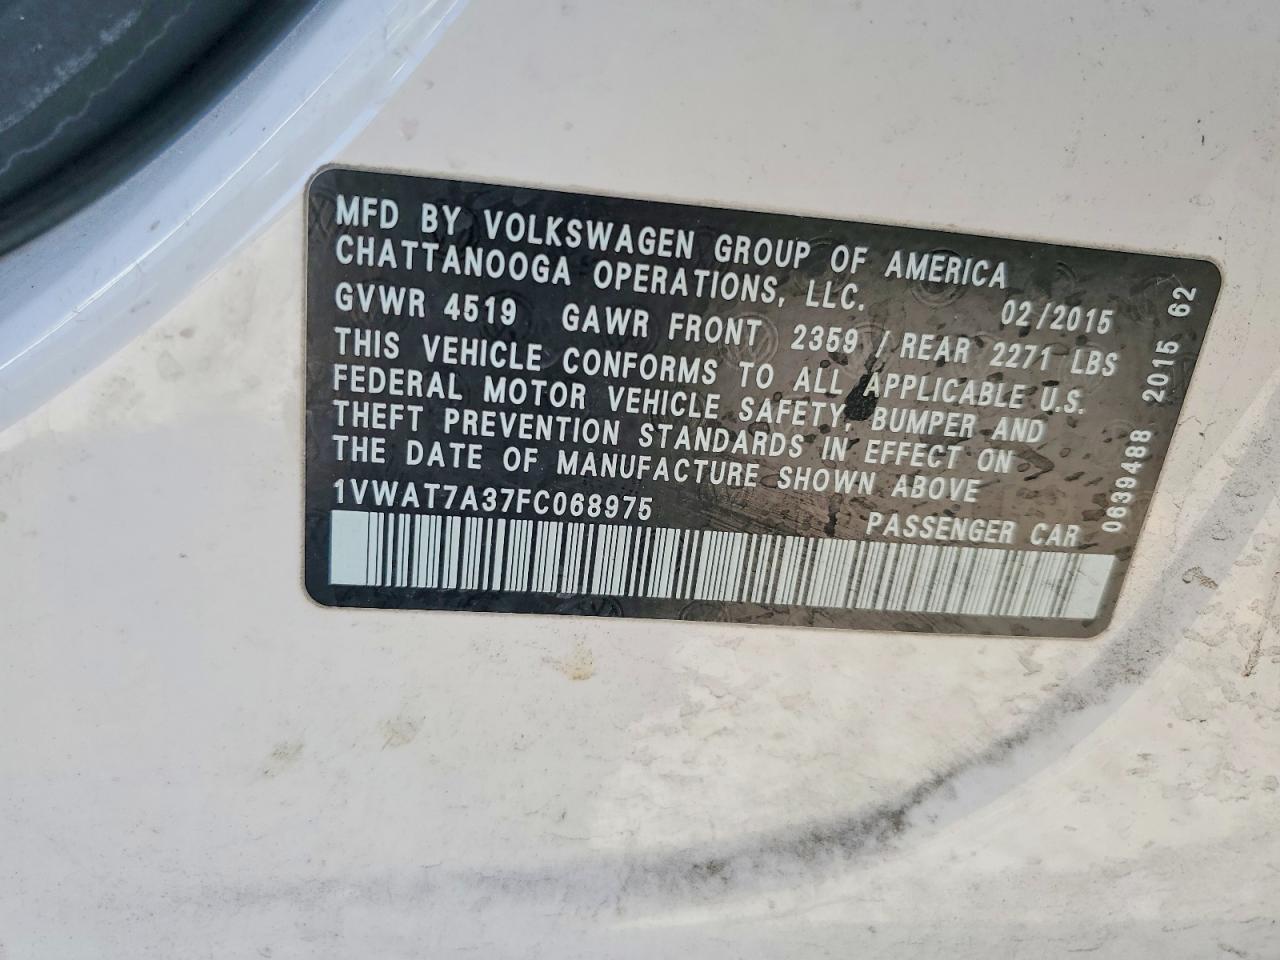 MFD BY VOLKSWAGEN GROUP OF AMERICA
CHATTANOOGA OPERATIONS, LLC.
02/2015
GVWR 4519 GAWR FRONT 2359 / REAR 2271 LBS
THIS VEHICLE CONFORMS TO ALL APPLICABLE U.S.
FEDERAL MOTOR VEHICLE SAFETY, BUMPER AND
THEFT PREVENTION STANDARDS IN EFFECT ON
THE DATE OF MANUFACTURE SHOWN ABOVE
1VWAT7A37FC068975
PASSENGER CAR
0639488 2015 62